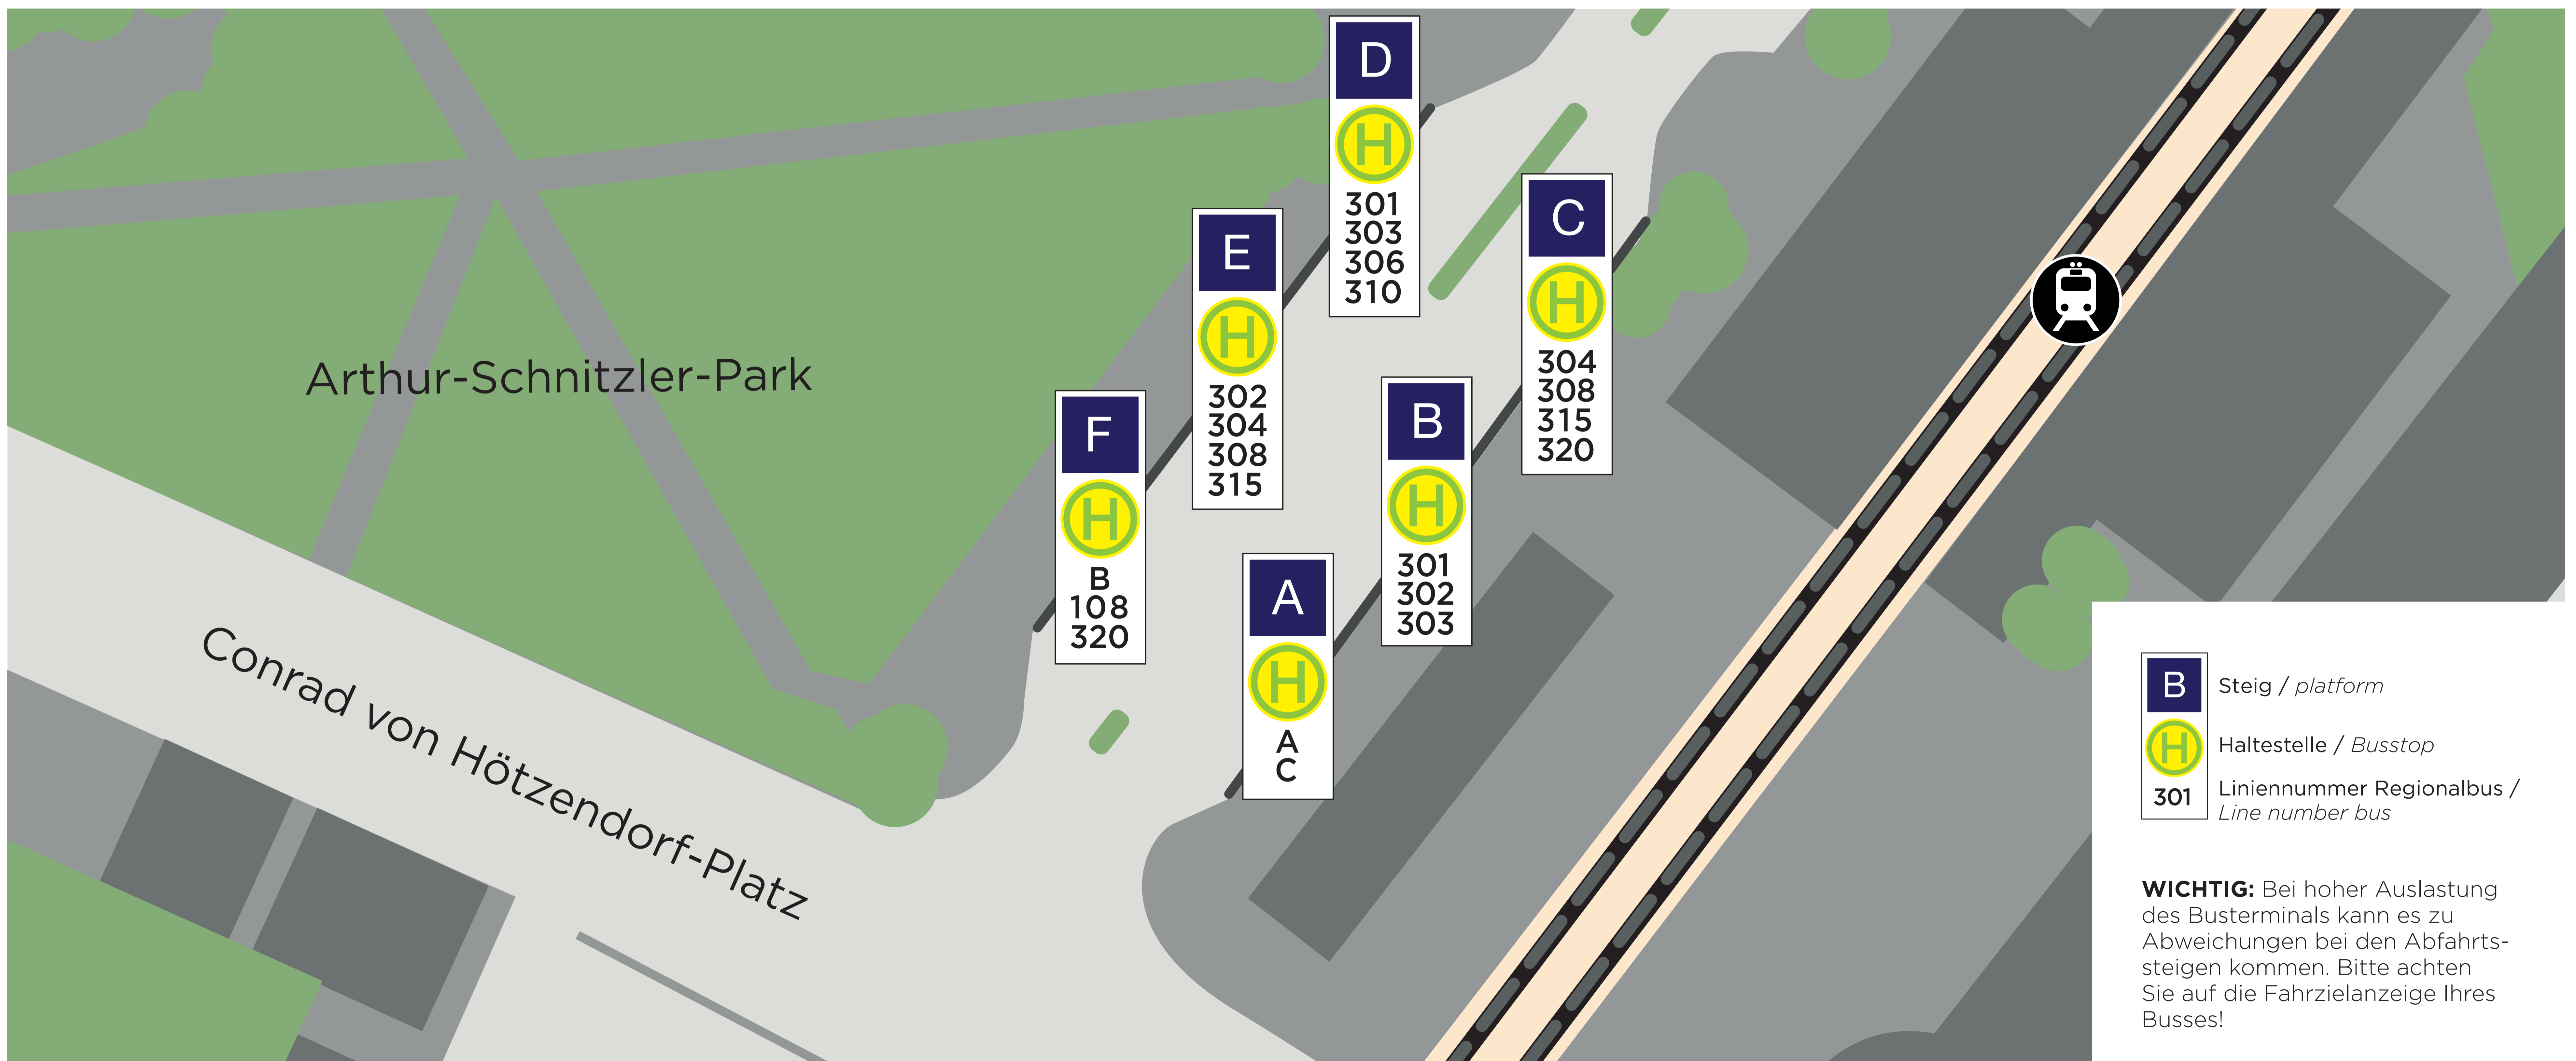 D
H
301
303
306
310
C
H
304
308
315
320
E
H
302
304
308
315
B
H
301
302
303
F
H
B
108
320
A
H
A
C
Arthur-Schnitzler-Park
Conrad von Hötzendorf-Platz
B
Steig / platform
H
Haltestelle / Busstop
301
Liniennummer Regionalbus /
Line number bus
WICHTIG: Bei hoher Auslastung
des Busterminals kann es zu
Abweichungen bei den Abfahrts-
steigen kommen. Bitte achten
Sie auf die Fahrzielanzeige Ihres
Busses!